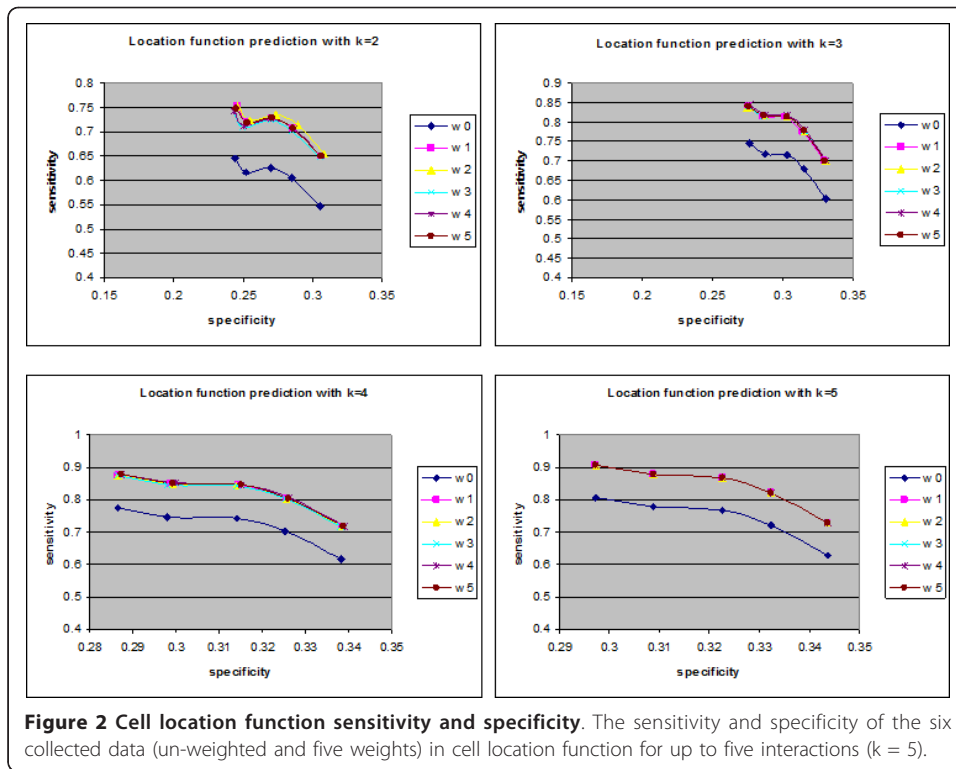 Location function prediction with k=2
0.8
0.75
0.7
0.65
0.6
0.55
0.5
0.45
0.4
sensitivity
0.15 0.2 0.25 0.3 0.35
specificity
w 0
w 1
w 2
w 3
w 4
w 5
Location function prediction with k=3
0.9
0.85
0.8
0.75
0.7
0.65
0.6
0.55
0.5
0.45
0.4
sensitivity
0.15 0.2 0.25 0.3 0.35
specificity
w 0
w 1
w 2
w 3
w 4
w 5
Location function prediction with k=4
1
0.9
0.8
0.7
0.6
0.5
0.4
sensitivity
0.28 0.29 0.3 0.31 0.32 0.33 0.34 0.35
specificity
w 0
w 1
w 2
w 3
w 4
w 5
Location function prediction with k=5
1
0.9
0.8
0.7
0.6
0.5
0.4
sensitivity
0.29 0.3 0.31 0.32 0.33 0.34 0.35
specificity
w 0
w 1
w 2
w 3
w 4
w 5
Figure 2 Cell location function sensitivity and specificity. The sensitivity and specificity of the six
collected data (un-weighted and five weights) in cell location function for up to five interactions (k = 5).